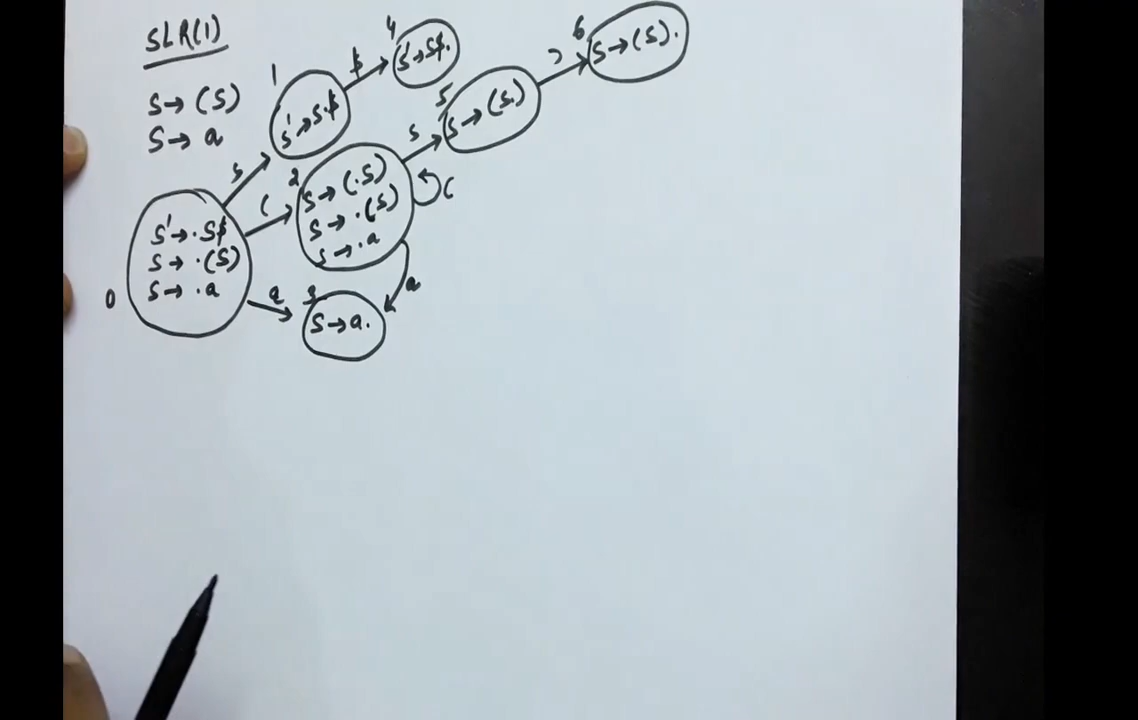 SLR(1)
S→ (S)
S→ a
0
S'→·S$
S→ ·(S)
S→ ·a
S
(
a
1
S'→S·$
$
4
S'→S$.
2
S→(·S)
S→·(S)
S→·a
(
a
3
S→a.
S
5
S→(S.)
)
6
S→(S).